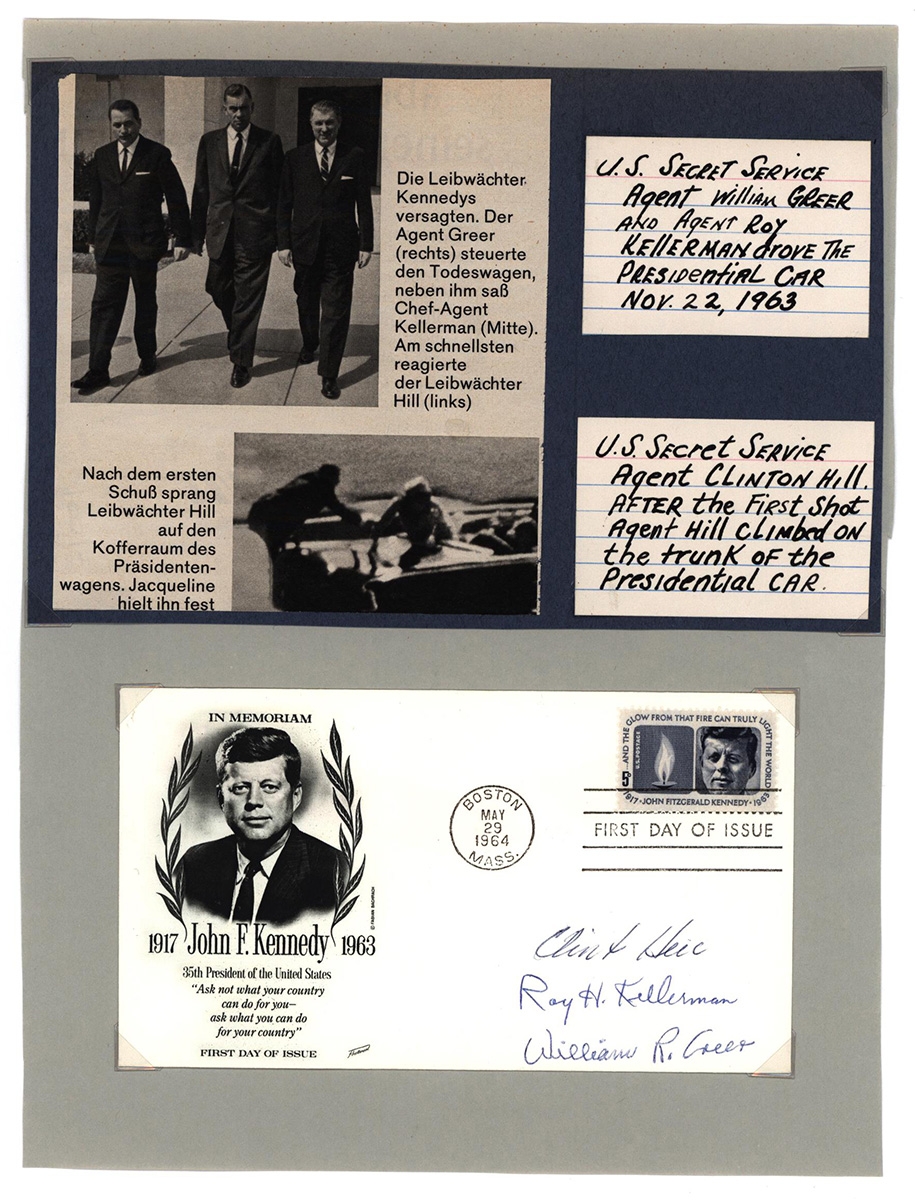 Die Leibwächter
Kennedys
versagten. Der
Agent Greer
(rechts) steuerte
den Todeswagen,
neben ihm saß
Chef-Agent
Kellerman (Mitte).
Am schnellsten
reagierte
der Leibwächter
Hill (links)
Nach dem ersten
Schuß sprang
Leibwächter Hill
auf den
Kofferraum des
Präsidenten-
wagens. Jacqueline
hielt ihn fest
U.S. SECRET SERVICE
Agent William GREER
AND Agent Roy
KELLERMAN drove THE
PRESIDentiAL CAR
NOV. 22, 1963
U.S. Secret SERVICE
Agent CLINTON Hill.
AFTER the First Shot
Agent Hill CLimbed ON
the trunk OF the
Presidential CAR.
IN MEMORIAM
1917 John F. Kennedy 1963
35th President of the United States
"Ask not what your country
can do for you—
ask what you can do
for your country"
FIRST DAY OF ISSUE
© FABIAN BACHRACH
BOSTON
MAY
29
1964
MASS.
...AND THE GLOW FROM THAT FIRE CAN TRULY LIGHT THE WORLD
U.S. POSTAGE
5¢
1917 · JOHN FITZGERALD KENNEDY · 1963
FIRST DAY OF ISSUE
Clint Hill
Roy H. Kellerman
William R. Greer